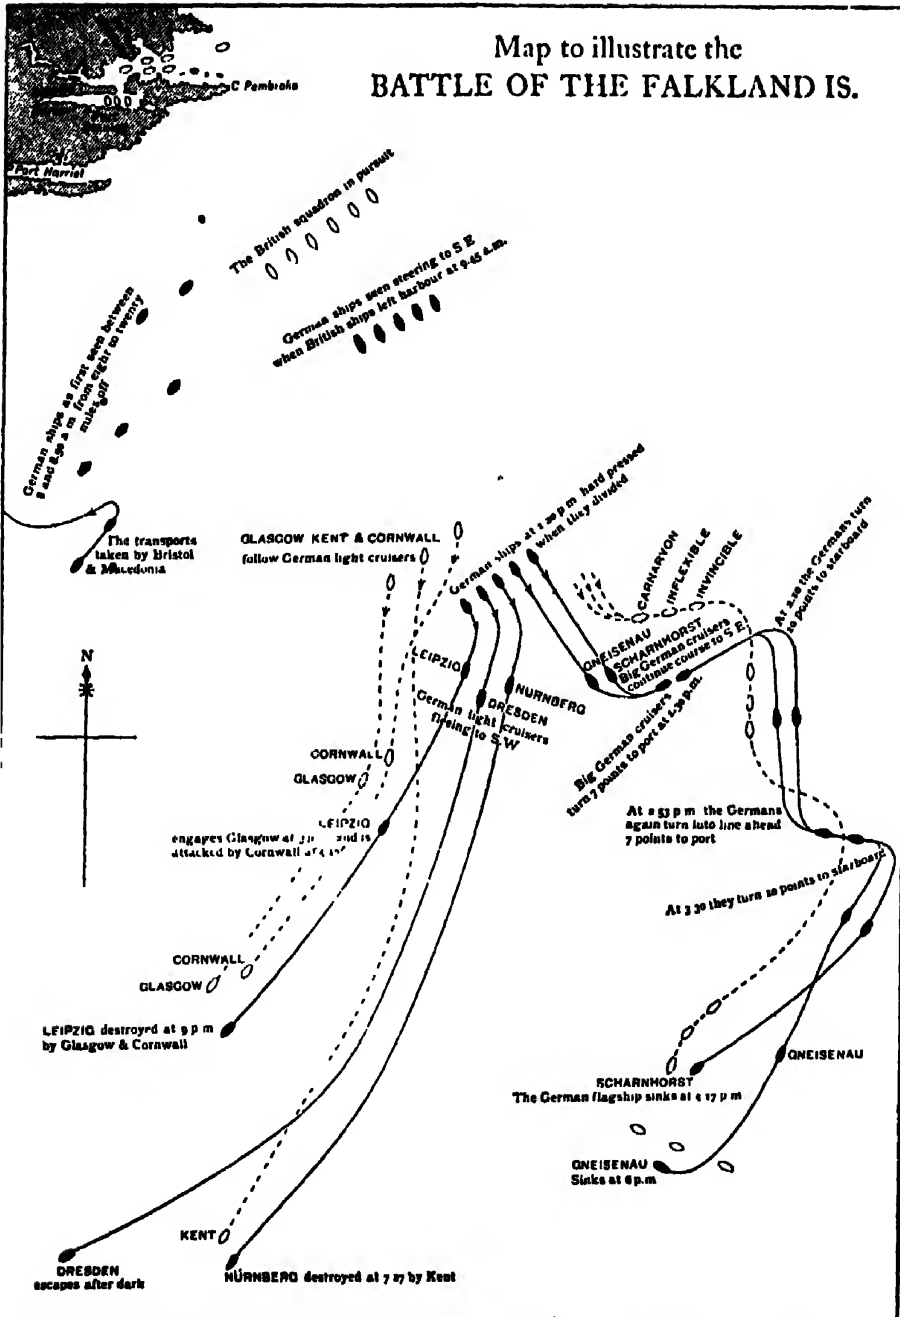 Map to illustrate the
BATTLE OF THE FALKLAND IS.
C Pembroke
Port Harriet
The British squadron in pursuit
German ships seen steering to S E
when British ships left harbour at 9.45 a.m.
German ships as first seen between
8 and 8.30 a m from eight to twenty
miles off
The transports
taken by Bristol
& Macedonia
GLASGOW KENT & CORNWALL
follow German light cruisers
German ships at 1.20 p m hard pressed
when they divided
CARNARVON
INFLEXIBLE
INVINCIBLE
At 2.20 the Germans turn
10 points to starboard
GNEISENAU
SCHARNHORST
Big German cruisers
continue course to S E
Big German cruisers
turn 7 points to port at 1.30 p.m.
N
LEIPZIG
NURNBERG
DRESDEN
German light cruisers
fleeing to S.W
CORNWALL
GLASGOW
LEIPZIG
engages Glasgow at and is
attacked by Cornwall at
At 2 53 p m the Germans
again turn into line ahead
7 points to port
At 3 30 they turn 10 points to starboard
CORNWALL
GLASGOW
LEIPZIG destroyed at 9 p m
by Glasgow & Cornwall
GNEISENAU
SCHARNHORST
The German flagship sinks at 4 17 p m
GNEISENAU
Sinks at 6 p.m
KENT
DRESDEN
escapes after dark
NÜRNBERG destroyed at 7 27 by Kent